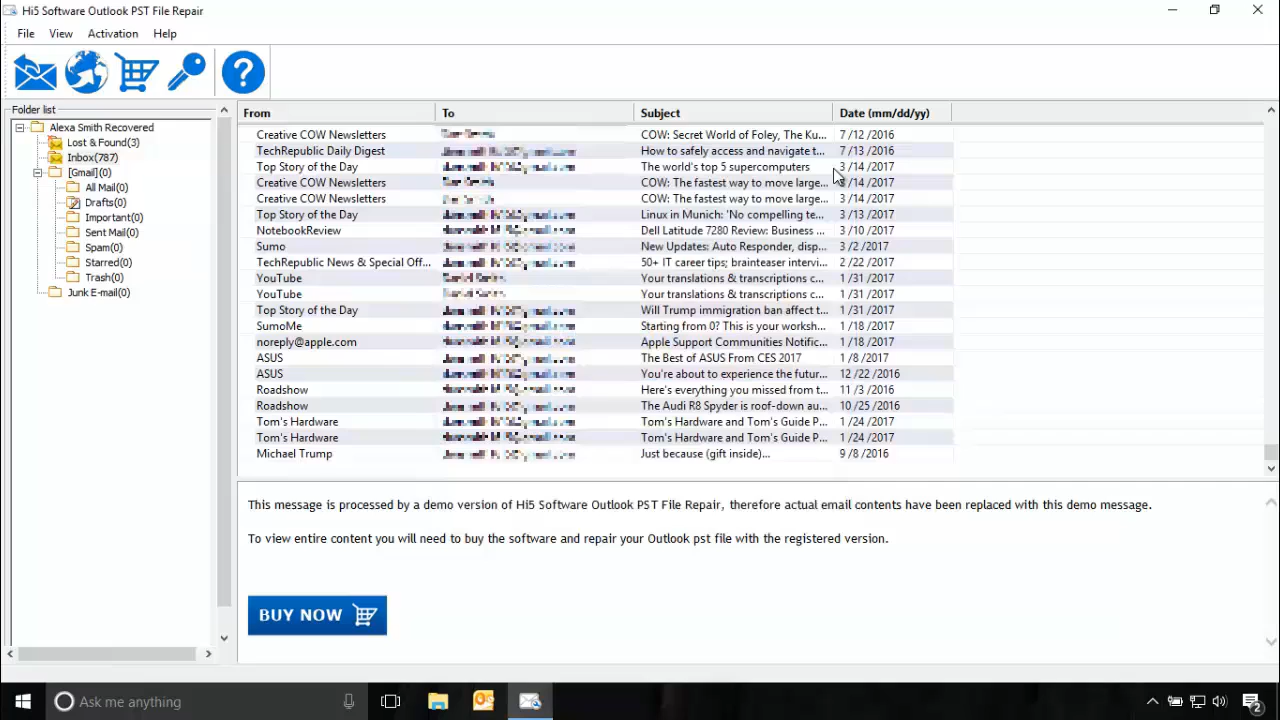 Hi5 Software Outlook PST File Repair
File View Activation Help
Folder list
Alexa Smith Recovered
Lost & Found(3)
Inbox(787)
[Gmail](0)
All Mail(0)
Drafts(0)
Important(0)
Sent Mail(0)
Spam(0)
Starred(0)
Trash(0)
Junk E-mail(0)
From To Subject Date (mm/dd/yy)
Creative COW Newsletters COW: Secret World of Foley, The Ku... 7 /12 /2016
TechRepublic Daily Digest How to safely access and navigate t... 7 /13 /2016
Top Story of the Day The world's top 5 supercomputers 3 /14 /2017
Creative COW Newsletters COW: The fastest way to move large... /14 /2017
Creative COW Newsletters COW: The fastest way to move large... 3 /14 /2017
Top Story of the Day Linux in Munich: 'No compelling te... 3 /13 /2017
NotebookReview Dell Latitude 7280 Review: Business ... 3 /10 /2017
Sumo New Updates: Auto Responder, disp... 3 /2 /2017
TechRepublic News & Special Off... 50+ IT career tips; brainteaser intervi... 2 /22 /2017
YouTube Your translations & transcriptions c... 1 /31 /2017
YouTube Your translations & transcriptions c... 1 /31 /2017
Top Story of the Day Will Trump immigration ban affect t... 1 /31 /2017
SumoMe Starting from 0? This is your worksh... 1 /18 /2017
noreply@apple.com Apple Support Communities Notific... 1 /18 /2017
ASUS The Best of ASUS From CES 2017 1 /8 /2017
ASUS You're about to experience the futur... 12 /22 /2016
Roadshow Here's everything you missed from t... 11 /3 /2016
Roadshow The Audi R8 Spyder is roof-down au... 10 /25 /2016
Tom's Hardware Tom's Hardware and Tom's Guide P... 1 /24 /2017
Tom's Hardware Tom's Hardware and Tom's Guide P... 1 /24 /2017
Michael Trump Just because (gift inside)... 9 /8 /2016
This message is processed by a demo version of Hi5 Software Outlook PST File Repair, therefore actual email contents have been replaced with this demo message.
To view entire content you will need to buy the software and repair your Outlook pst file with the registered version.
BUY NOW
Ask me anything
2